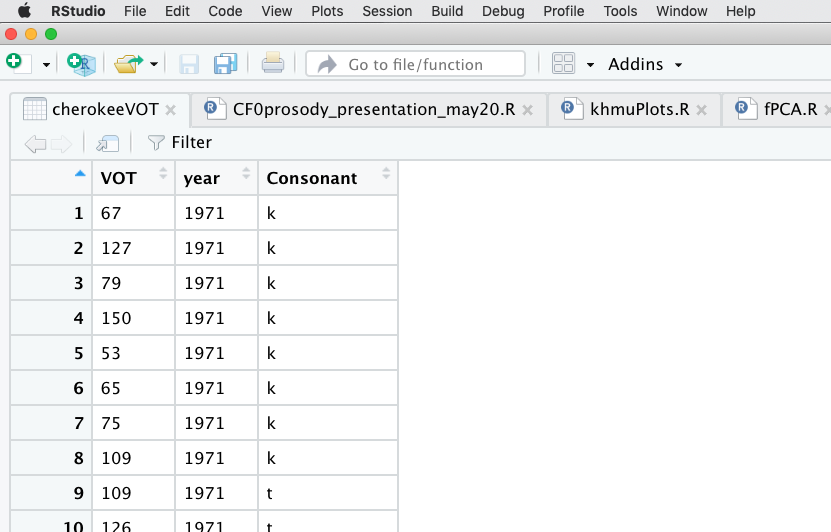 RStudio File Edit Code View Plots Session Build Debug Profile Tools Window Help
Go to file/function Addins
cherokeeVOT CF0prosody_presentation_may20.R khmuPlots.R fPCA.R
Filter
VOT year Consonant
1 67 1971 k
2 127 1971 k
3 79 1971 k
4 150 1971 k
5 53 1971 k
6 65 1971 k
7 75 1971 k
8 109 1971 k
9 109 1971 t
10 126 1971 t